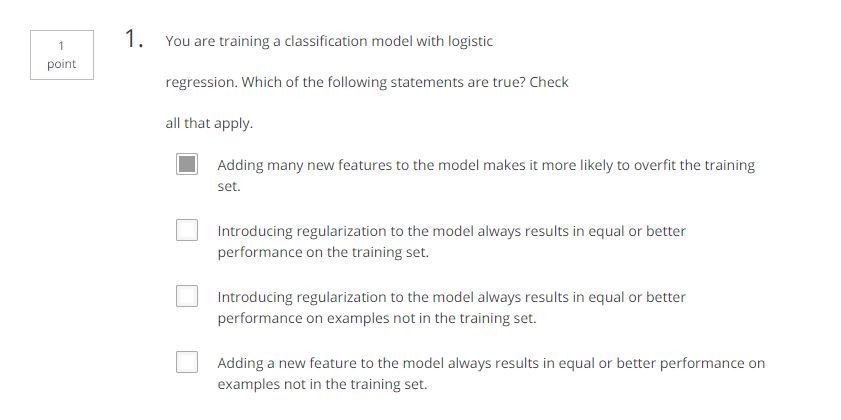 1
point
1. You are training a classification model with logistic
regression. Which of the following statements are true? Check
all that apply.
Adding many new features to the model makes it more likely to overfit the training
set.
Introducing regularization to the model always results in equal or better
performance on the training set.
Introducing regularization to the model always results in equal or better
performance on examples not in the training set.
Adding a new feature to the model always results in equal or better performance on
examples not in the training set.